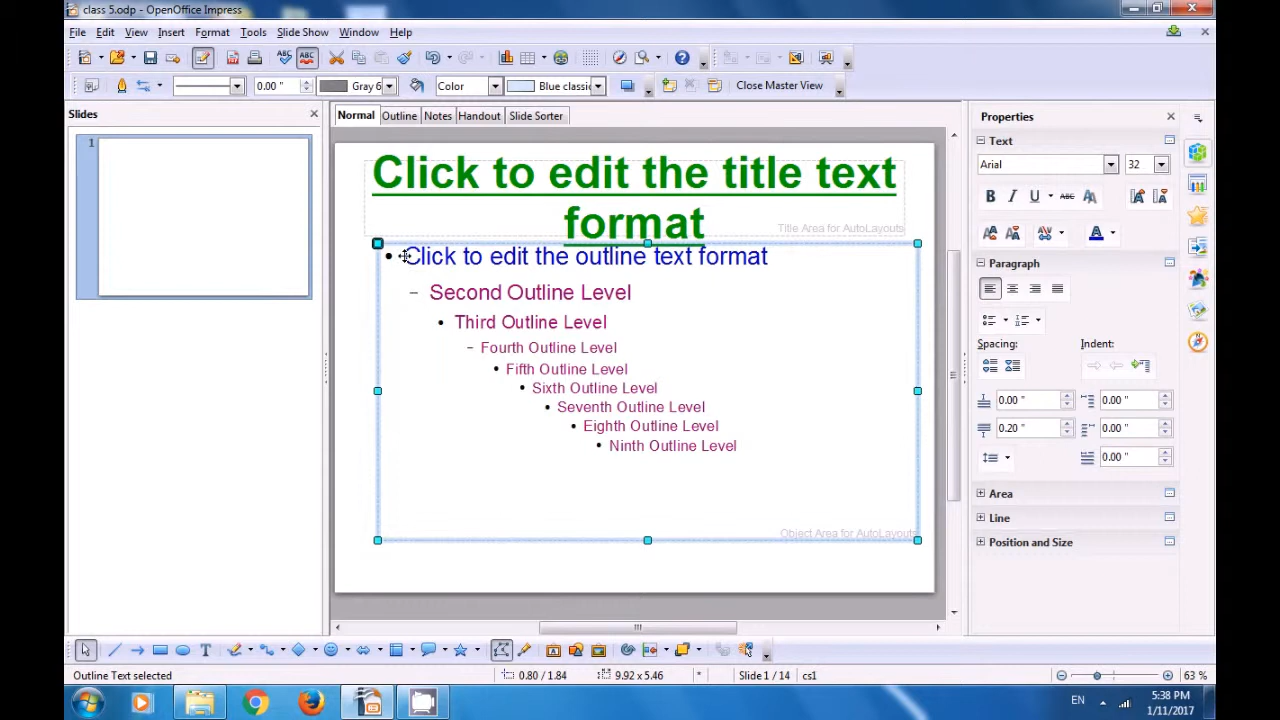 class 5.odp - OpenOffice Impress
File Edit View Insert Format Tools Slide Show Window Help
0.00 " Gray 6 Color Blue classic Close Master View
Slides
Normal Outline Notes Handout Slide Sorter
Properties
1
Text
Arial 32
Click to edit the title text
format
Title Area for AutoLayouts
Click to edit the outline text format
Second Outline Level
Third Outline Level
Fourth Outline Level
Fifth Outline Level
Sixth Outline Level
Seventh Outline Level
Eighth Outline Level
Ninth Outline Level
Object Area for AutoLayouts
B I U ABC
Paragraph
Spacing: Indent:
0.00 " 0.00 "
0.20 " 0.00 "
0.00 "
Area
Line
Position and Size
Outline Text selected 0.80 / 1.84 9.92 x 5.46 * Slide 1 / 14 cs1 63 %
EN 5:38 PM
1/11/2017